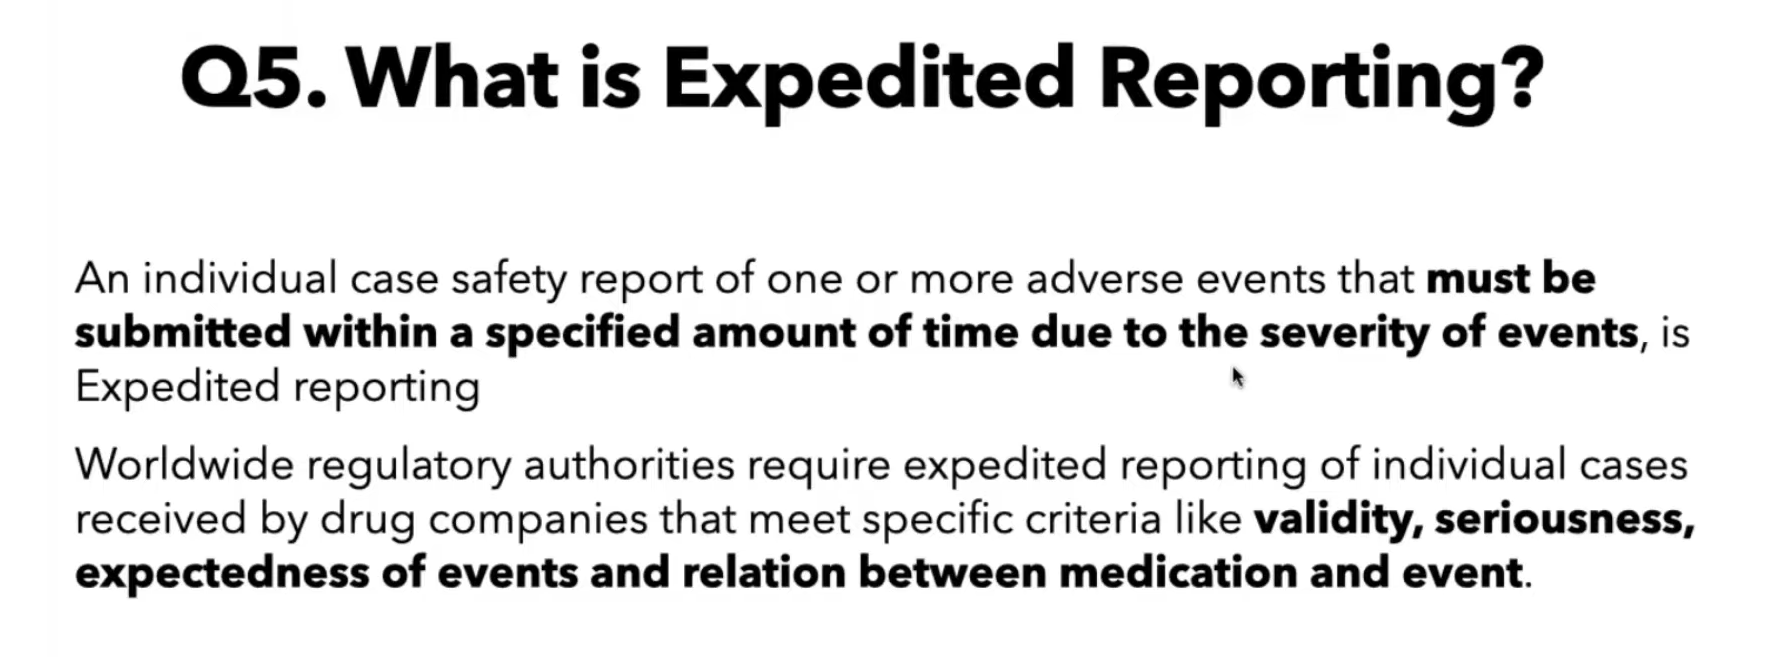 Q5. What is Expedited Reporting?
An individual case safety report of one or more adverse events that must be
submitted within a specified amount of time due to the severity of events, is
Expedited reporting
Worldwide regulatory authorities require expedited reporting of individual cases
received by drug companies that meet specific criteria like validity, seriousness,
expectedness of events and relation between medication and event.